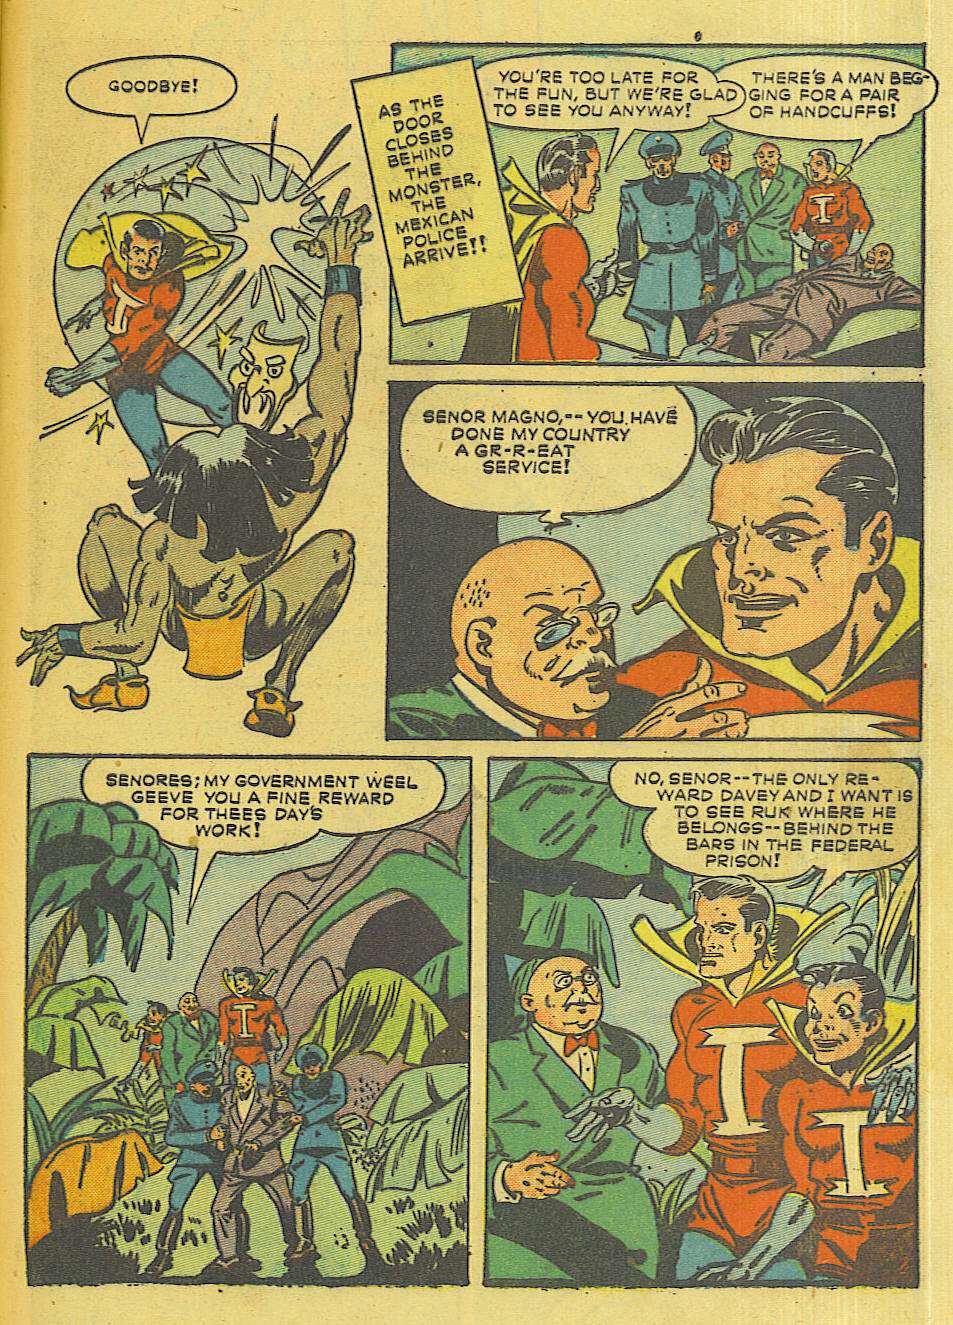 GOODBYE!
AS THE
DOOR
CLOSES
BEHIND
THE
MONSTER,
THE
MEXICAN
POLICE
ARRIVE!!
YOU'RE TOO LATE FOR
THE FUN, BUT WE'RE GLAD
TO SEE YOU ANYWAY!
THERE'S A MAN BEG-
GING FOR A PAIR
OF HANDCUFFS!
I
SENOR MAGNO,-- YOU HAVE
DONE MY COUNTRY
A GR-R-EAT
SERVICE!
SENORES; MY GOVERNMENT WEEL
GEEVE YOU A FINE REWARD
FOR THEES DAY'S
WORK!
I
NO, SENOR--THE ONLY RE-
WARD DAVEY AND I WANT IS
TO SEE RUK WHERE HE
BELONGS--BEHIND THE
BARS IN THE FEDERAL
PRISON!
I
I